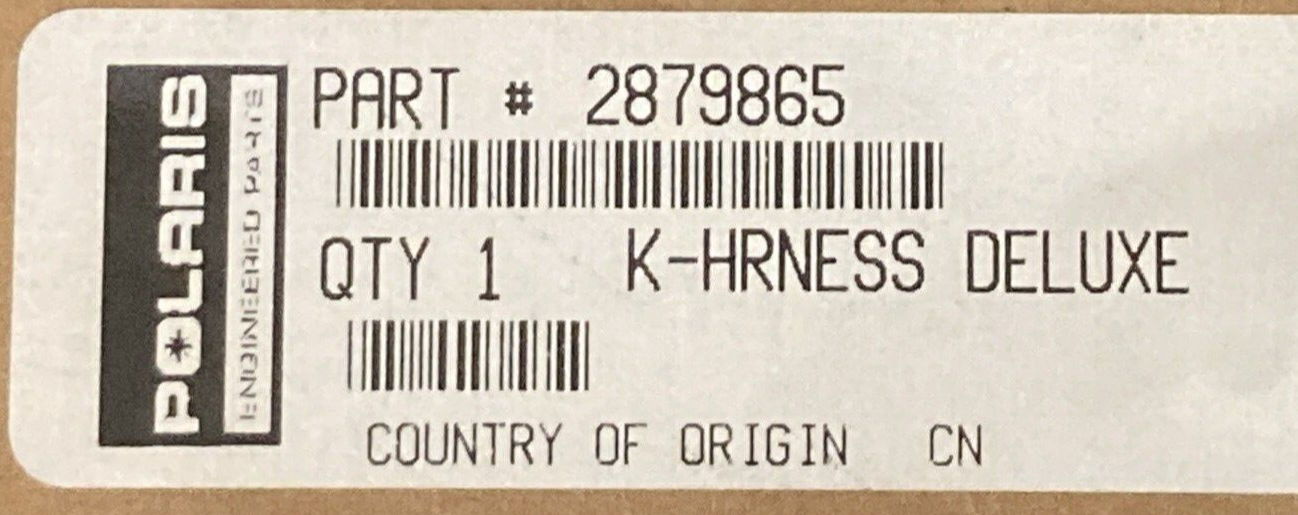 POLARIS
ENGINEERED PARTS
PART # 2879865
QTY 1 K-HRNESS DELUXE
COUNTRY OF ORIGIN CN